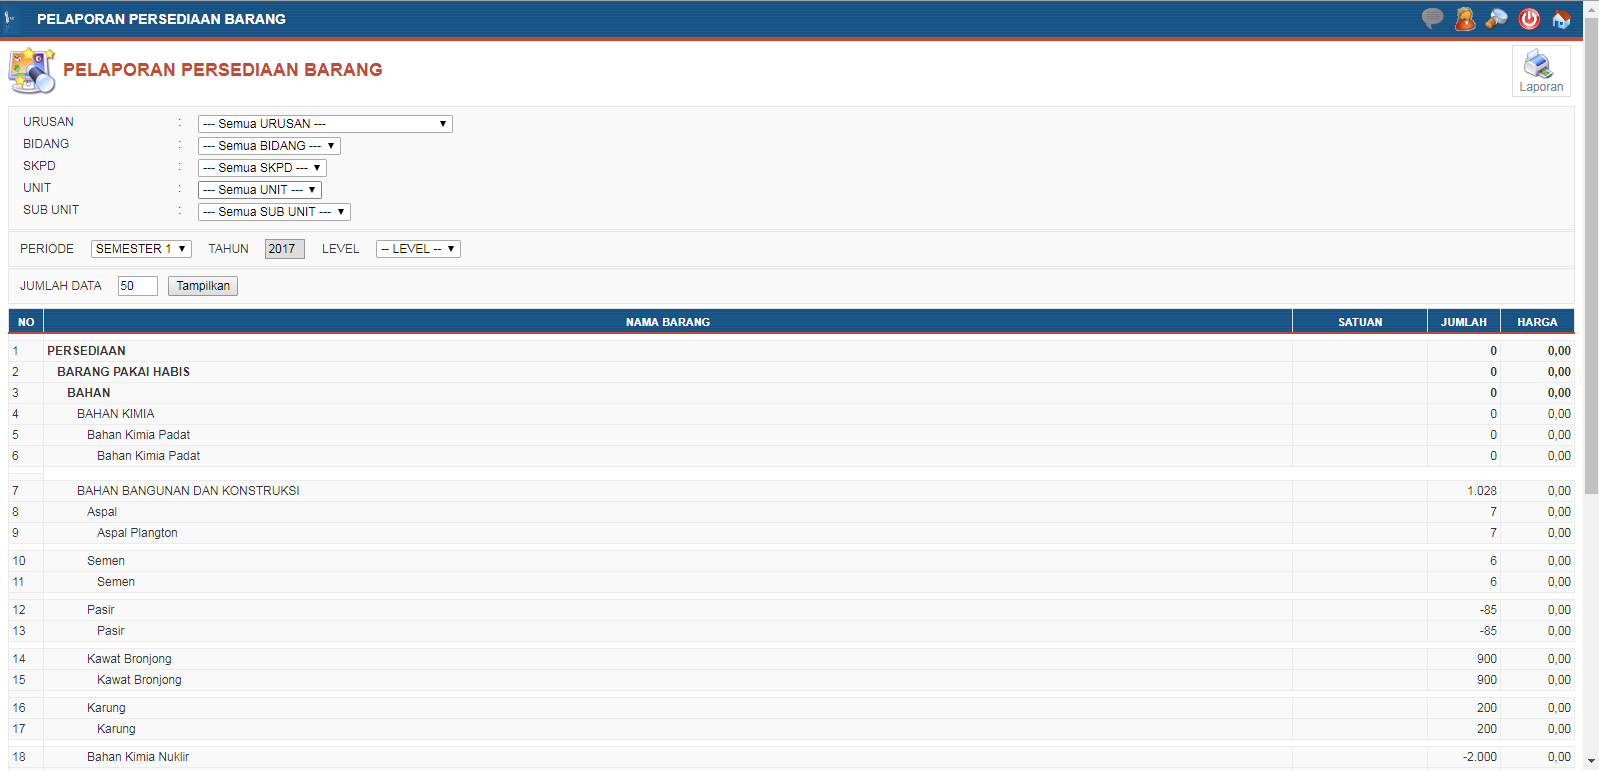 PELAPORAN PERSEDIAAN BARANG
PELAPORAN PERSEDIAAN BARANG
Laporan
URUSAN : --- Semua URUSAN ---
BIDANG : --- Semua BIDANG ---
SKPD : --- Semua SKPD ---
UNIT : --- Semua UNIT ---
SUB UNIT : --- Semua SUB UNIT ---
PERIODE SEMESTER 1 TAHUN 2017 LEVEL -- LEVEL --
JUMLAH DATA 50 Tampilkan
NO NAMA BARANG SATUAN JUMLAH HARGA
1 PERSEDIAAN 0 0,00
2 BARANG PAKAI HABIS 0 0,00
3 BAHAN 0 0,00
4 BAHAN KIMIA 0 0,00
5 Bahan Kimia Padat 0 0,00
6 Bahan Kimia Padat 0 0,00
7 BAHAN BANGUNAN DAN KONSTRUKSI 1.028 0,00
8 Aspal 7 0,00
9 Aspal Plangton 7 0,00
10 Semen 6 0,00
11 Semen 6 0,00
12 Pasir -85 0,00
13 Pasir -85 0,00
14 Kawat Bronjong 900 0,00
15 Kawat Bronjong 900 0,00
16 Karung 200 0,00
17 Karung 200 0,00
18 Bahan Kimia Nuklir -2.000 0,00